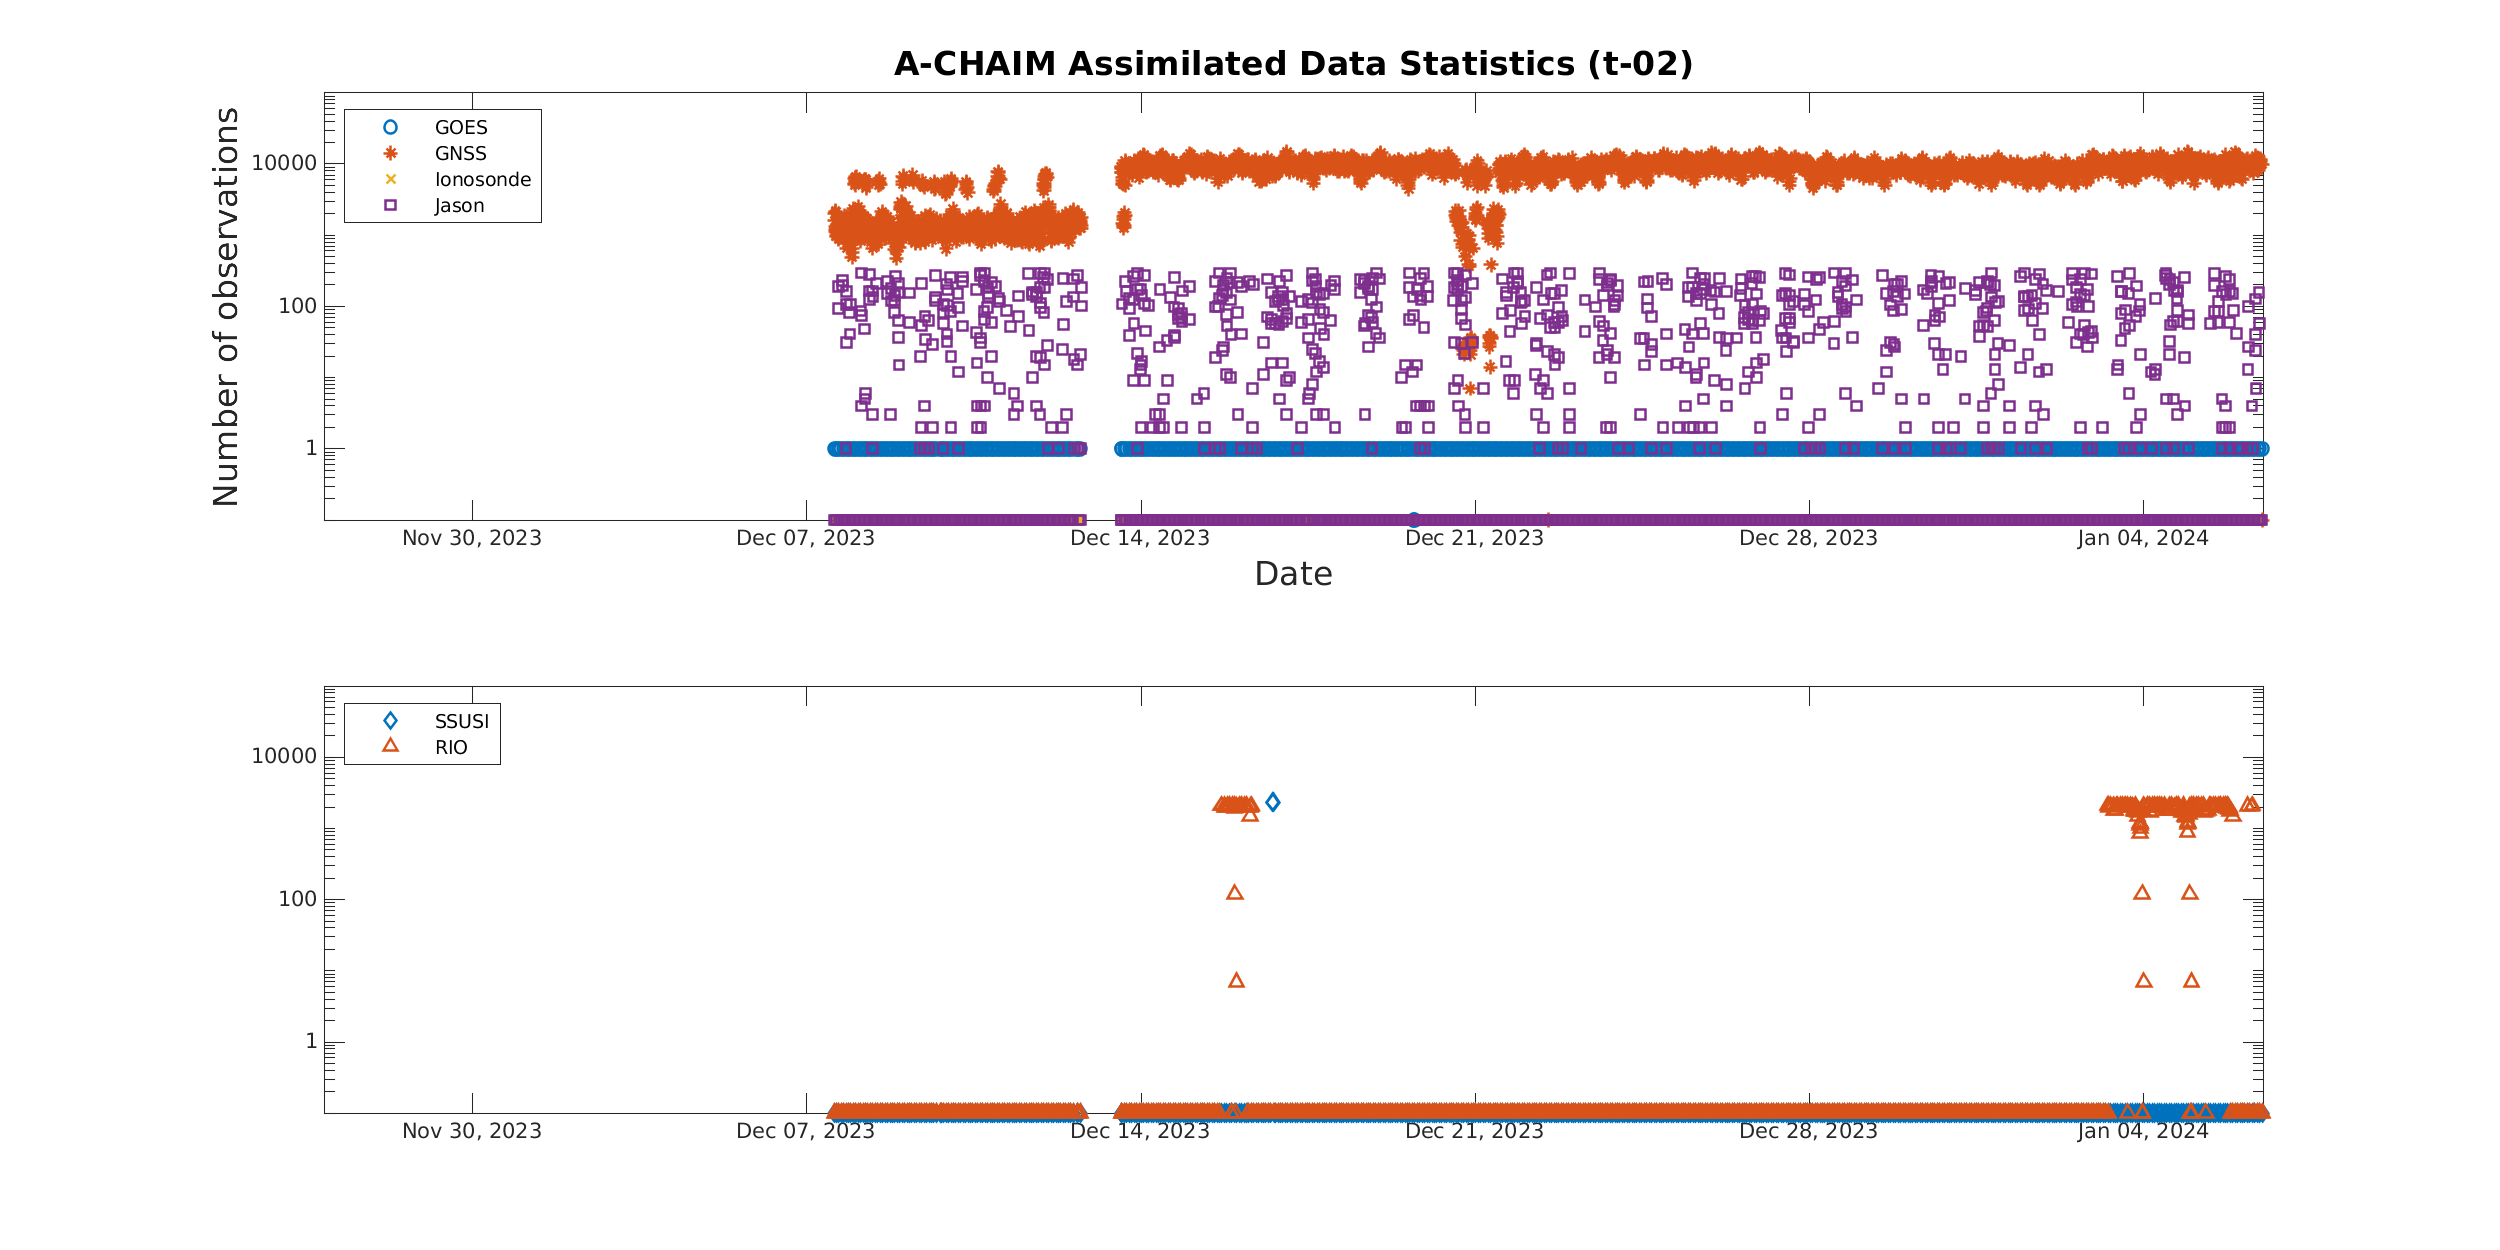 A-CHAIM Assimilated Data Statistics (t-02)
Number of observations
10000
100
1
GOES
GNSS
Ionosonde
Jason
Nov 30, 2023
Dec 07, 2023
Dec 14, 2023
Dec 21, 2023
Dec 28, 2023
Jan 04, 2024
Date
10000
100
1
SSUSI
RIO
Nov 30, 2023
Dec 07, 2023
Dec 14, 2023
Dec 21, 2023
Dec 28, 2023
Jan 04, 2024